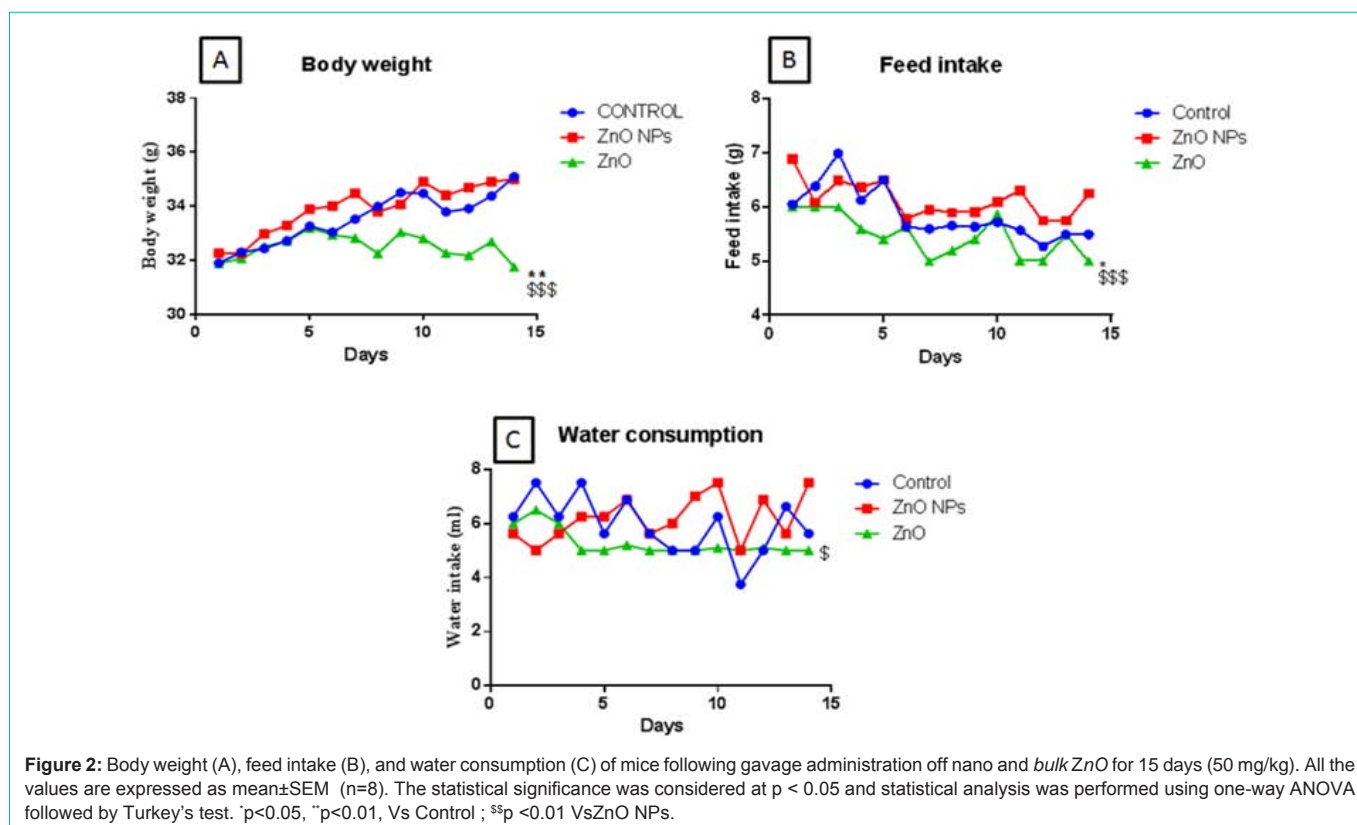 A
Body weight
38
36
34
32
30
Body weight (g)
0
5
10
15
Days
CONTROL
ZnO NPs
ZnO
**
$$$
B
Feed intake
8
7
6
5
4
Feed intake (g)
0
5
10
15
Days
Control
ZnO NPs
ZnO
*
$$$
C
Water consumption
8
6
4
2
0
Water intake (ml)
0
5
10
15
Days
Control
ZnO NPs
ZnO
$
Figure 2: Body weight (A), feed intake (B), and water consumption (C) of mice following gavage administration off nano and bulk ZnO for 15 days (50 mg/kg). All the
values are expressed as mean±SEM (n=8). The statistical significance was considered at p < 0.05 and statistical analysis was performed using one-way ANOVA
followed by Turkey's test. *p<0.05, **p<0.01, Vs Control ; $$p <0.01 VsZnO NPs.